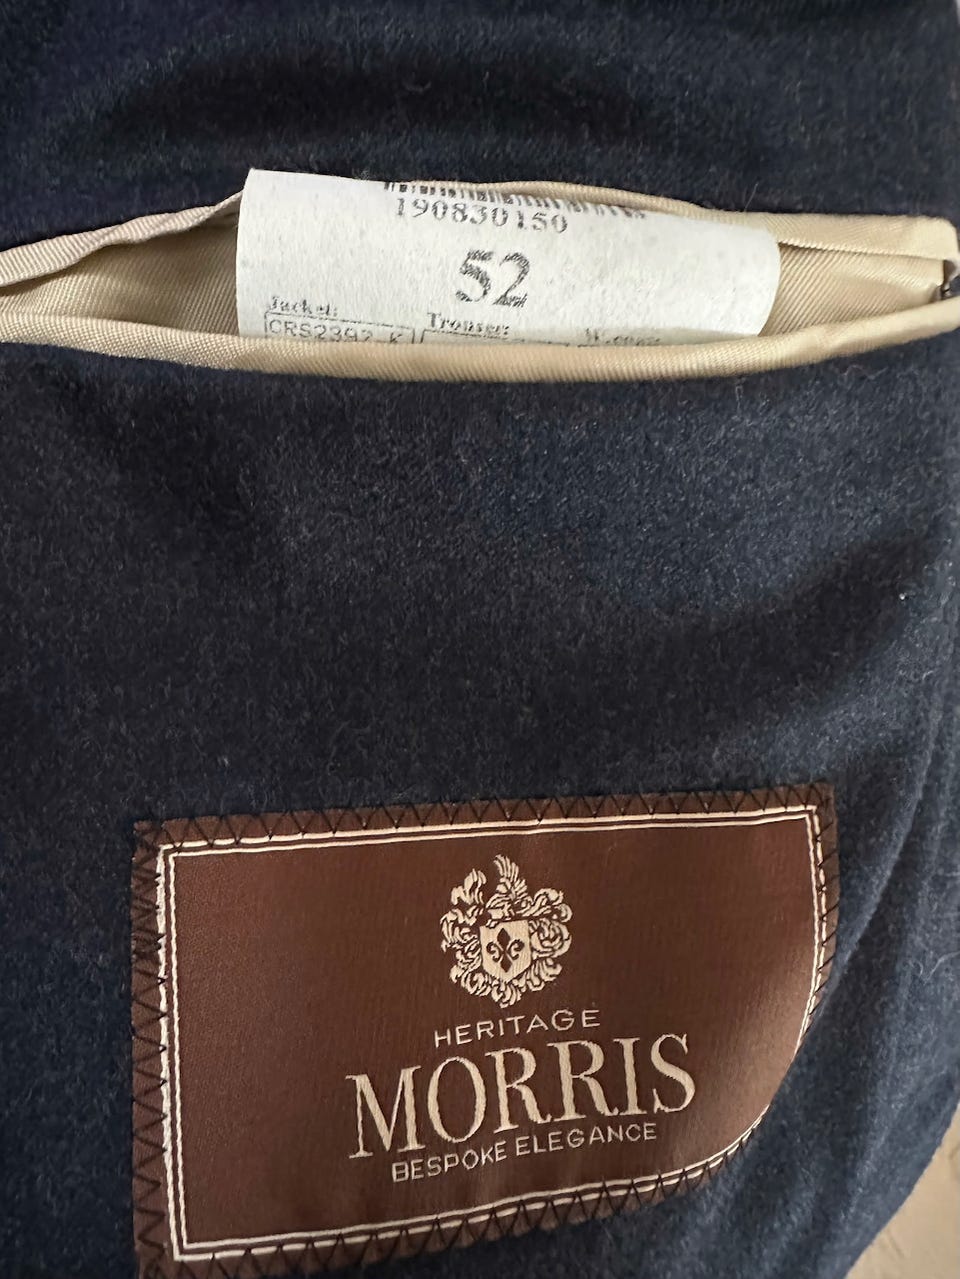 190830150
52
Jacket:
Trouser:
CRS2392 K
HERITAGE
MORRIS
BESPOKE ELEGANCE